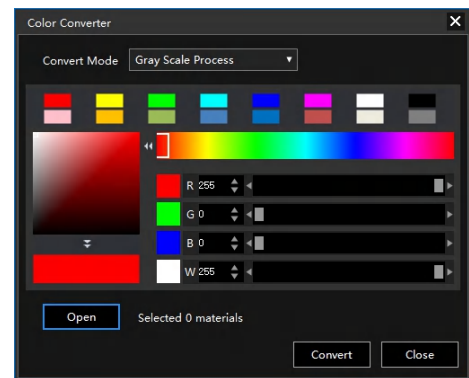 Color Converter
Convert Mode Gray Scale Process
R 255
G 0
B 0
W 255
Open Selected 0 materials
Convert Close